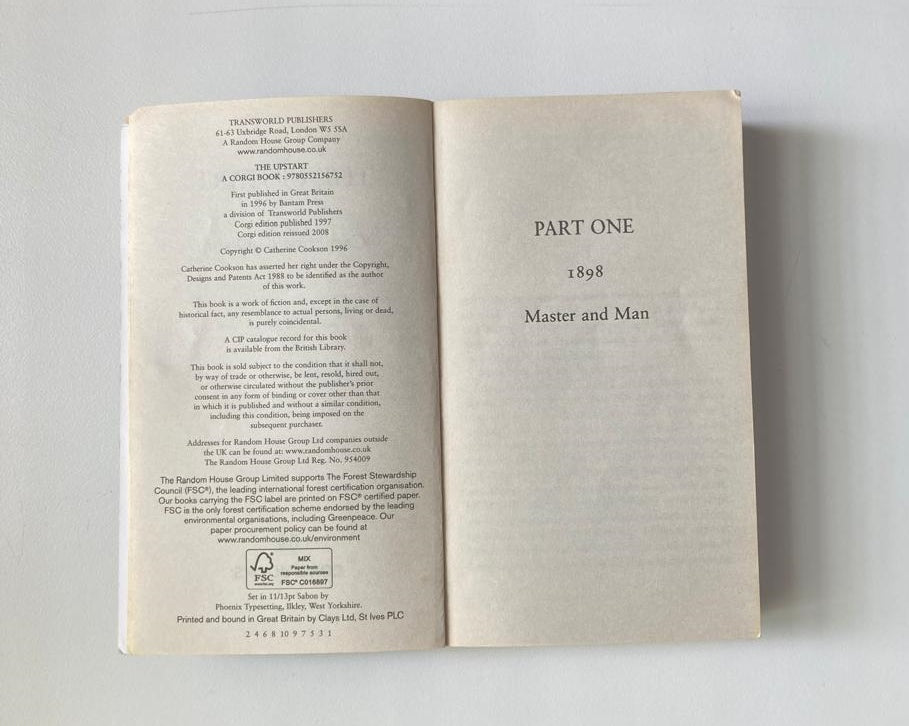 TRANSWORLD PUBLISHERS
61-63 Uxbridge Road, London W5 5SA
A Random House Group Company
www.randomhouse.co.uk
THE UPSTART
A CORGI BOOK : 9780552156752
First published in Great Britain
in 1996 by Bantam Press
a division of Transworld Publishers
Corgi edition published 1997
Corgi edition reissued 2008
Copyright © Catherine Cookson 1996
Catherine Cookson has asserted her right under the Copyright,
Designs and Patents Act 1988 to be identified as the author
of this work.
This book is a work of fiction and, except in the case of
historical fact, any resemblance to actual persons, living or dead,
is purely coincidental.
A CIP catalogue record for this book
is available from the British Library.
This book is sold subject to the condition that it shall not,
by way of trade or otherwise, be lent, resold, hired out,
or otherwise circulated without the publisher's prior
consent in any form of binding or cover other than that
in which it is published and without a similar condition,
including this condition, being imposed on the
subsequent purchaser.
Addresses for Random House Group Ltd companies outside
the UK can be found at: www.randomhouse.co.uk
The Random House Group Ltd Reg. No. 954009
The Random House Group Limited supports The Forest Stewardship
Council (FSC®), the leading international forest certification organisation.
Our books carrying the FSC label are printed on FSC® certified paper.
FSC is the only forest certification scheme endorsed by the leading
environmental organisations, including Greenpeace. Our
paper procurement policy can be found at
www.randomhouse.co.uk/environment
FSC
www.fsc.org
MIX
Paper from
responsible sources
FSC® C016897
Set in 11/13pt Sabon by
Phoenix Typesetting, Ilkley, West Yorkshire.
Printed and bound in Great Britain by Clays Ltd, St Ives PLC
2 4 6 8 10 9 7 5 3 1
PART ONE
1898
Master and Man